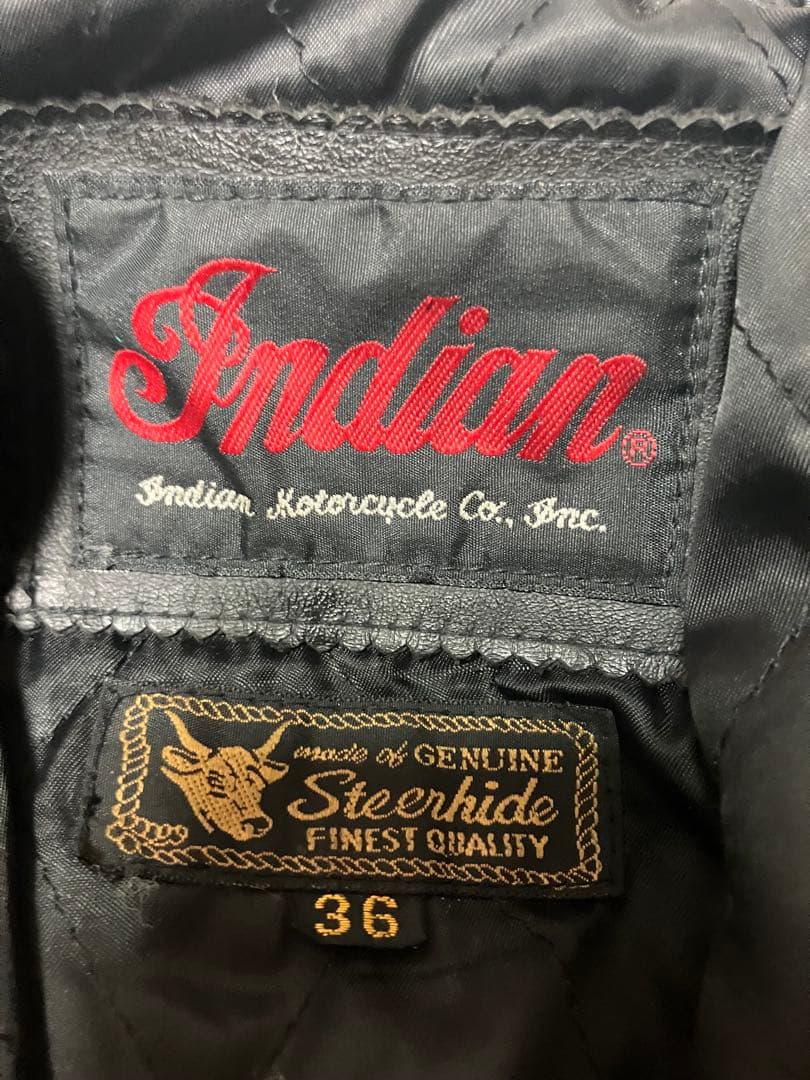 Indian®
Indian Motorcycle Co., Inc.
made of GENUINE
Steerhide
FINEST QUALITY
36